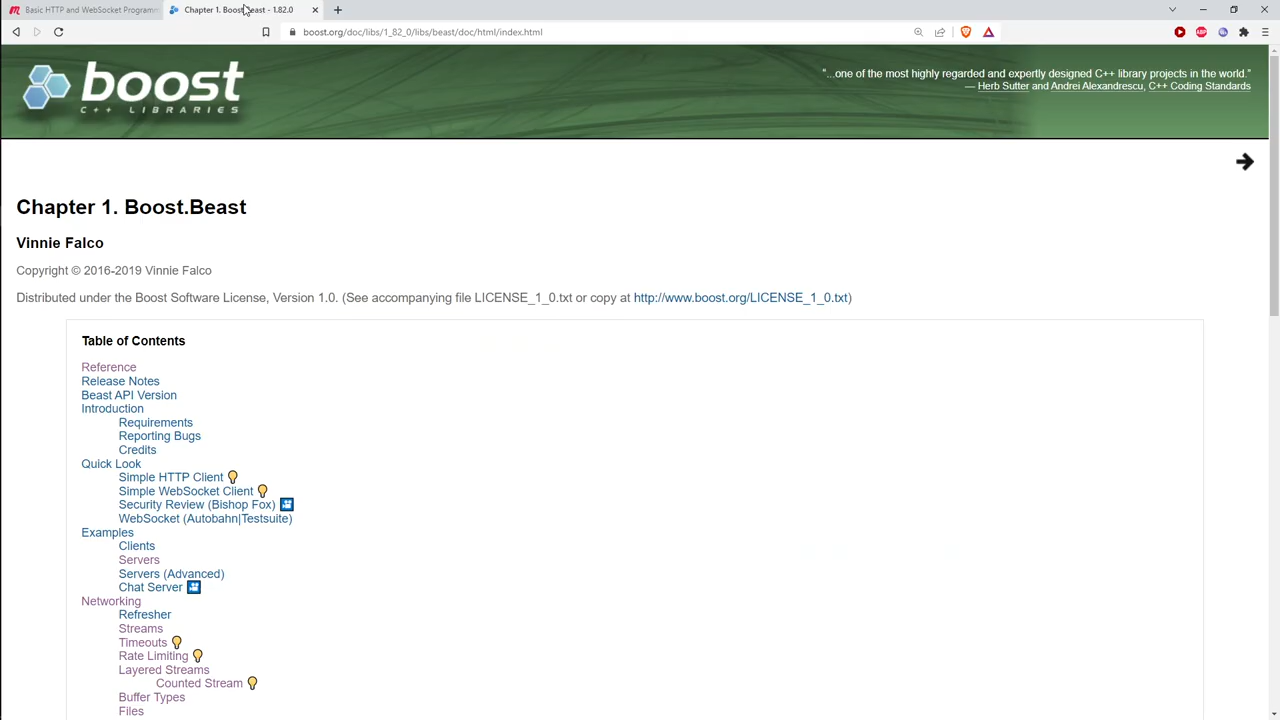 Basic HTTP and WebSocket Programm
Chapter 1. Boost.Beast - 1.82.0
boost.org/doc/libs/1_82_0/libs/beast/doc/html/index.html
boost
C++ LIBRARIES
"...one of the most highly regarded and expertly designed C++ library projects in the world."
— Herb Sutter and Andrei Alexandrescu, C++ Coding Standards
Chapter 1. Boost.Beast
Vinnie Falco
Copyright © 2016-2019 Vinnie Falco
Distributed under the Boost Software License, Version 1.0. (See accompanying file LICENSE_1_0.txt or copy at http://www.boost.org/LICENSE_1_0.txt)
Table of Contents
Reference
Release Notes
Beast API Version
Introduction
Requirements
Reporting Bugs
Credits
Quick Look
Simple HTTP Client
Simple WebSocket Client
Security Review (Bishop Fox)
WebSocket (Autobahn|Testsuite)
Examples
Clients
Servers
Servers (Advanced)
Chat Server
Networking
Refresher
Streams
Timeouts
Rate Limiting
Layered Streams
Counted Stream
Buffer Types
Files